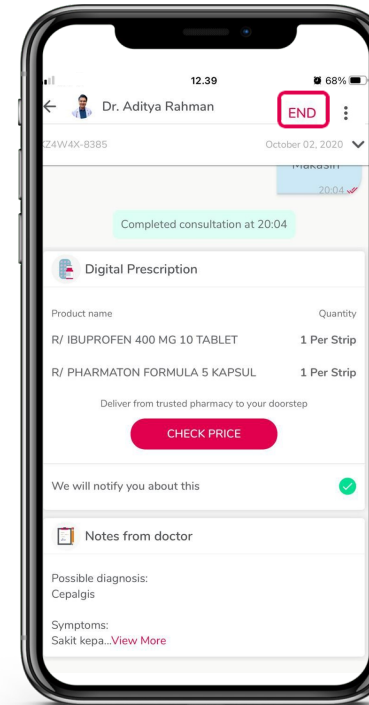 12.39
68%
Dr. Aditya Rahman
END
Z4W4X-8385
October 02, 2020
Makasih
20:04
Completed consultation at 20:04
Digital Prescription
Product name Quantity
R/ IBUPROFEN 400 MG 10 TABLET 1 Per Strip
R/ PHARMATON FORMULA 5 KAPSUL 1 Per Strip
Deliver from trusted pharmacy to your doorstep
CHECK PRICE
We will notify you about this
Notes from doctor
Possible diagnosis:
Cepalgis
Symptoms:
Sakit kepa...View More